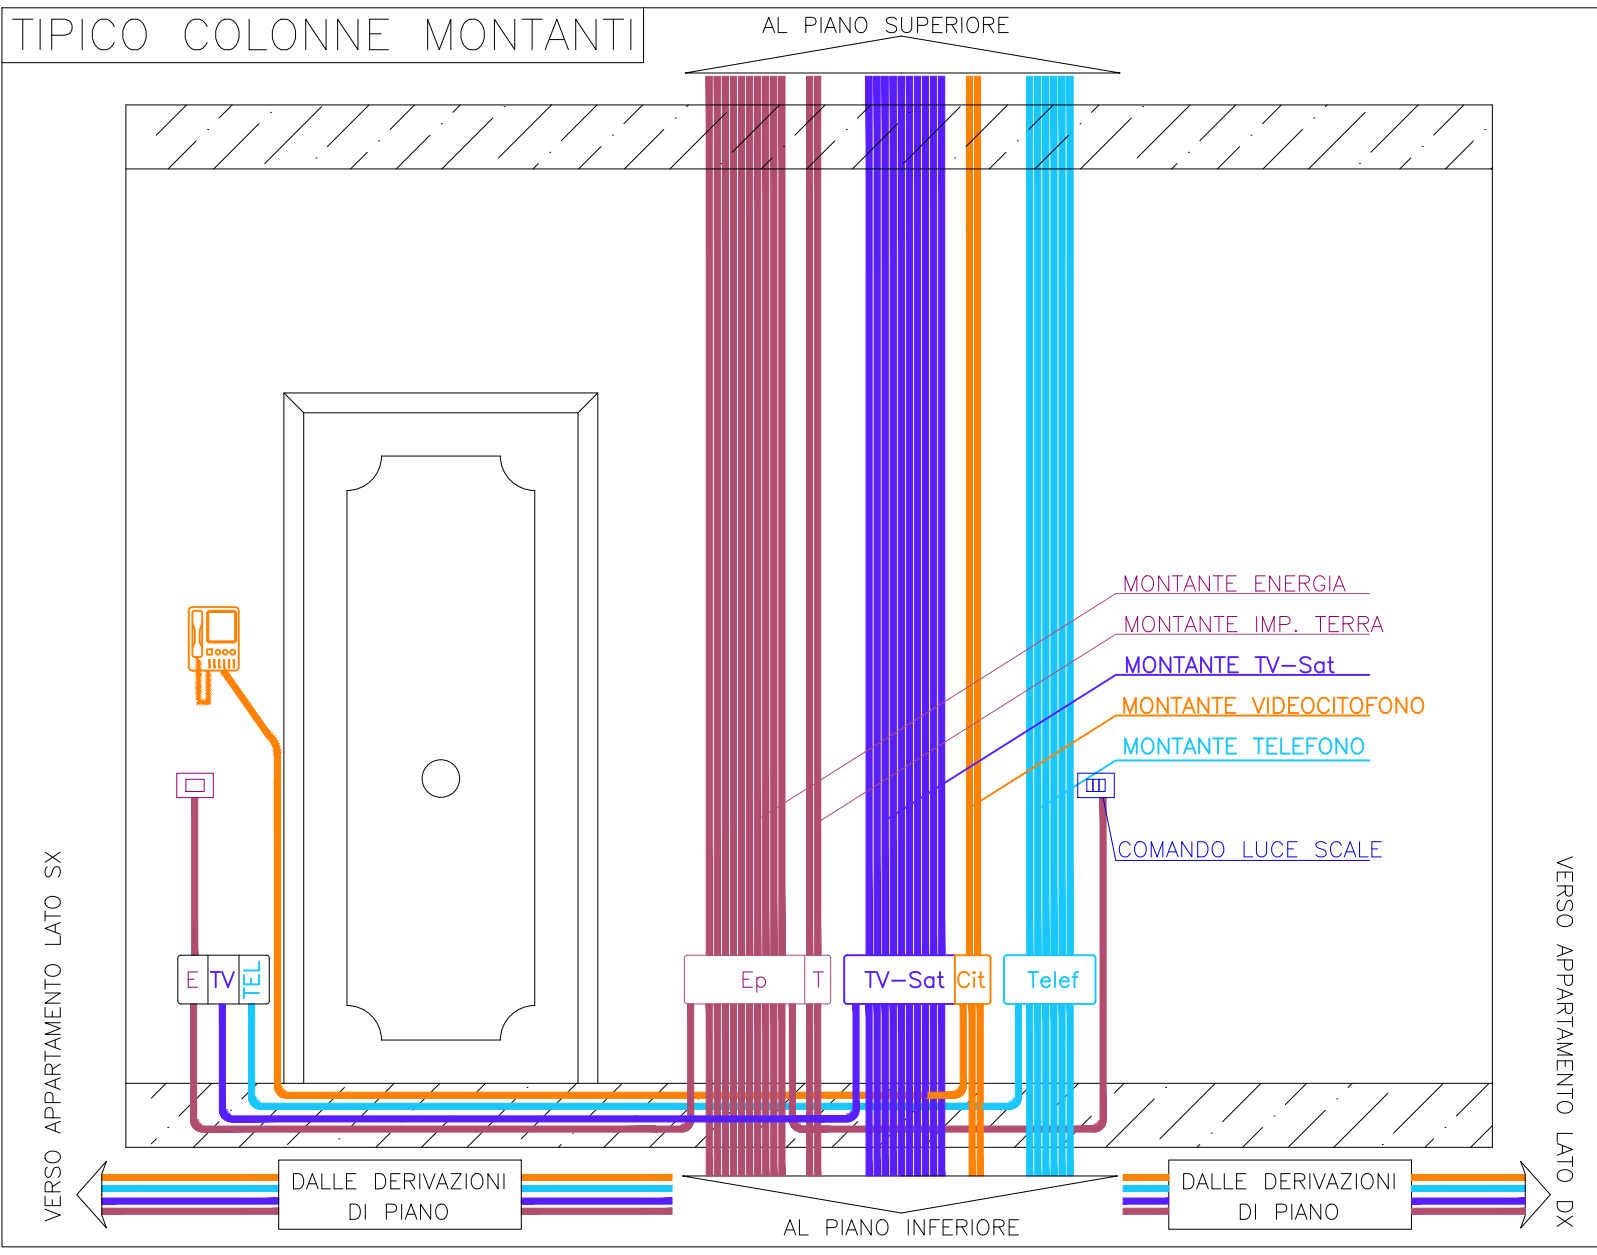 TIPICO COLONNE MONTANTI
AL PIANO SUPERIORE
MONTANTE ENERGIA
MONTANTE IMP. TERRA
MONTANTE TV-Sat
MONTANTE VIDEOCITOFONO
MONTANTE TELEFONO
COMANDO LUCE SCALE
E
TV
TEL
Ep
T
TV-Sat
Cit
Telef
VERSO APPARTAMENTO LATO SX
VERSO APPARTAMENTO LATO DX
DALLE DERIVAZIONI
DI PIANO
AL PIANO INFERIORE
DALLE DERIVAZIONI
DI PIANO